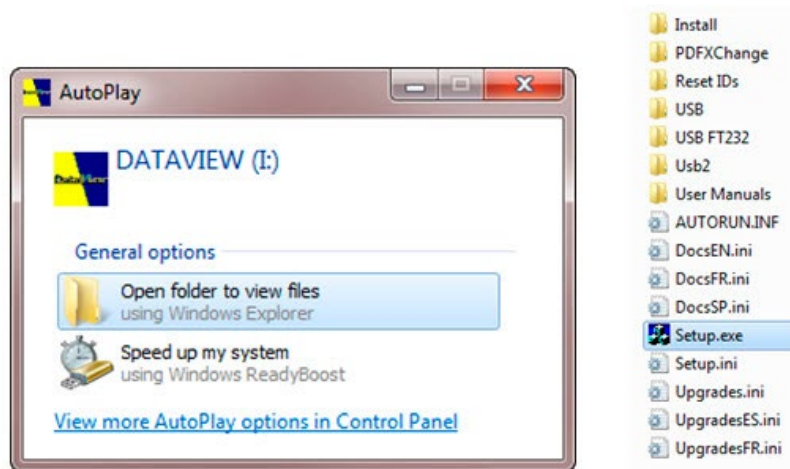 AutoPlay
DATAVIEW (I:)
DataView
General options
Open folder to view files
using Windows Explorer
Speed up my system
using Windows ReadyBoost
View more AutoPlay options in Control Panel
Install
PDFXChange
Reset IDs
USB
USB FT232
Usb2
User Manuals
AUTORUN.INF
DocsEN.ini
DocsFR.ini
DocsSP.ini
Setup.exe
Setup.ini
Upgrades.ini
UpgradesES.ini
UpgradesFR.ini